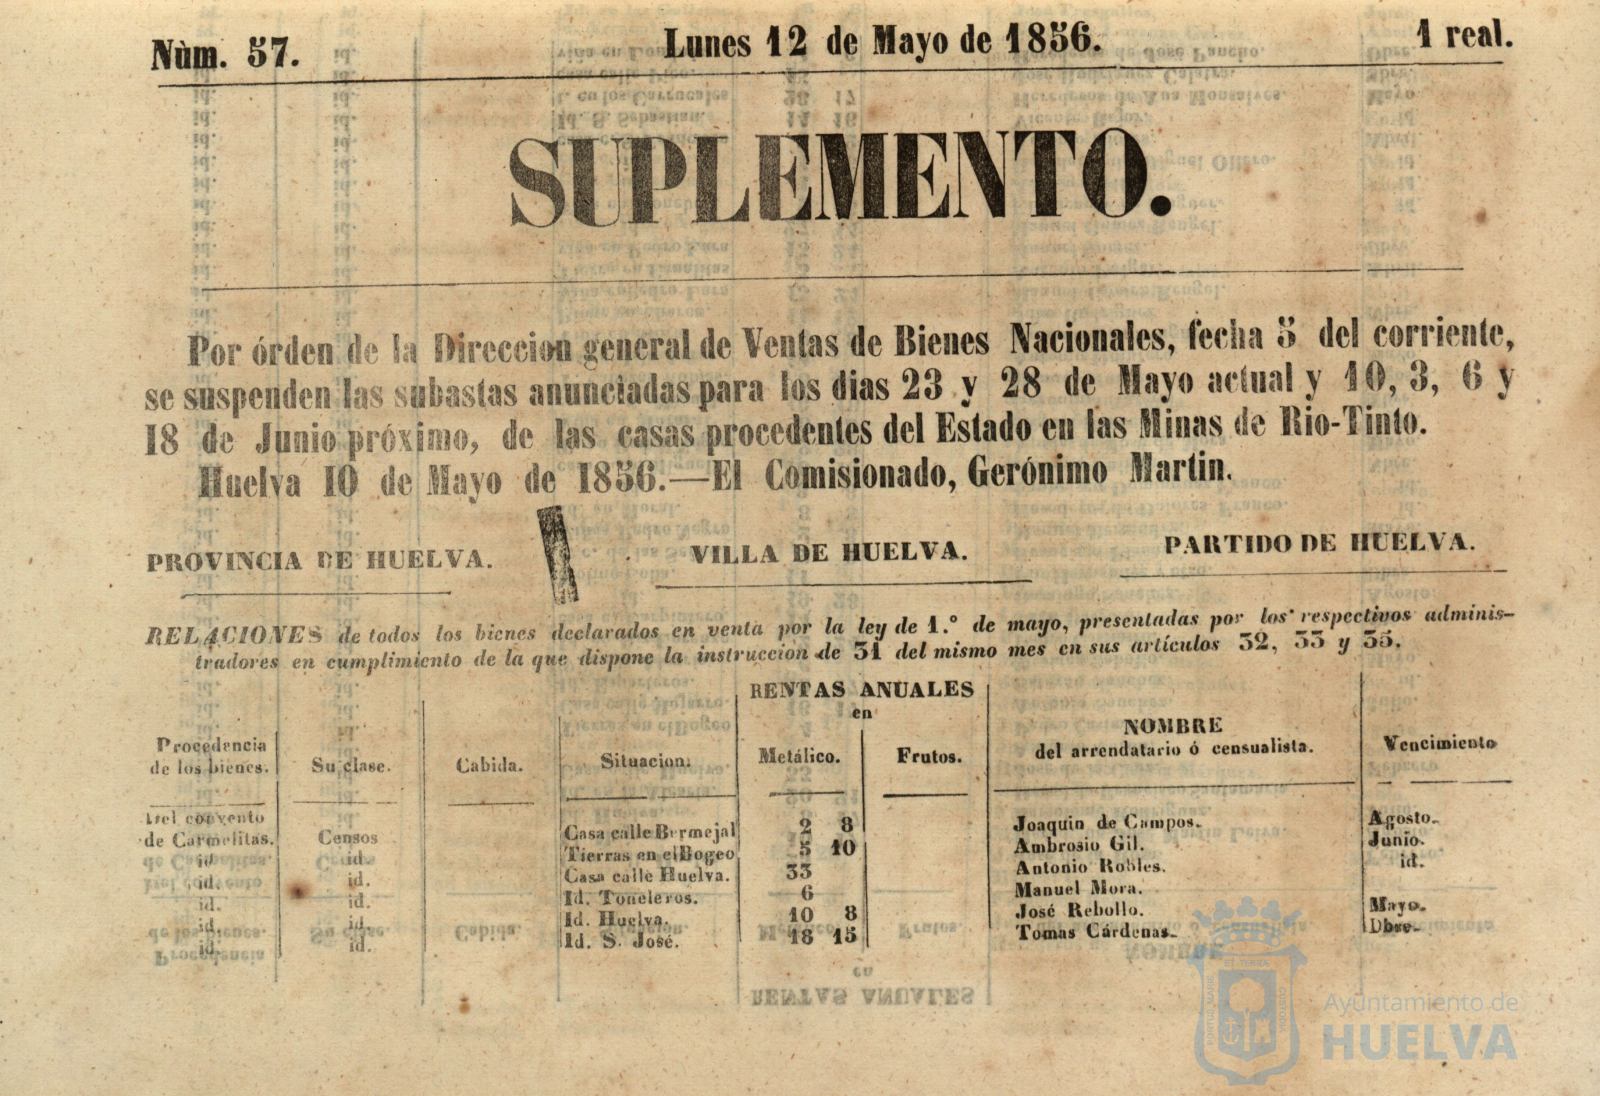 Nùm. 57. Lunes 12 de Mayo de 1856. 1 real.
SUPLEMENTO.
Por órden de la Direccion general de Ventas de Bienes Nacionales, fecha 5 del corriente,
se suspenden las subastas anunciadas para los dias 23 y 28 de Mayo actual y 10, 3, 6 y
18 de Junio próximo, de las casas procedentes del Estado en las Minas de Rio-Tinto.
Huelva 10 de Mayo de 1856.—El Comisionado, Gerónimo Martin.
PROVINCIA DE HUELVA. VILLA DE HUELVA. PARTIDO DE HUELVA.
RELACIONES de todos los bienes declarados en venta por la ley de 1.º de mayo, presentadas por los respectivos adminis-
tradores en cumplimiento de la que dispone la instruccion de 31 del mismo mes en sus artículos 32, 33 y 35.
RENTAS ANUALES
en
Procedencia de los bienes. Su clase. Cabida. Situacion. Metálico. Frutos. NOMBRE del arrendatario ó censualista. Vencimiento
Del convento
de Carmelitas. Censos Casa calle Bermejal 2 8 Joaquin de Campos. Agosto.
id. id. Tierras en el Bogeo 5 10 Ambrosio Gil. Junio.
id. id. Casa calle Huelva. 33 Antonio Robles. id.
id. id. Id. Toneleros. 6 Manuel Mora.
id. id. Id. Huelva. 10 8 José Rebollo. Mayo.
id. id. Id. S. José. 18 15 Tomas Cárdenas. Dbre.
Ayuntamiento de
HUELVA